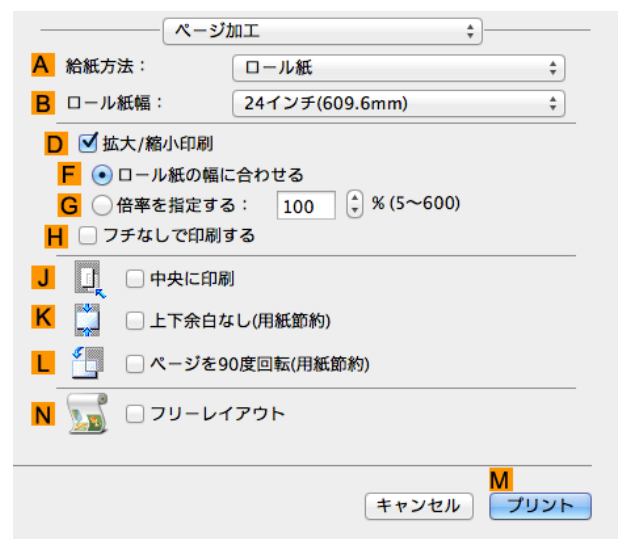 ページ加工
A 給紙方法： ロール紙
B ロール紙幅： 24インチ(609.6mm)
D 拡大/縮小印刷
F ロール紙の幅に合わせる
G 倍率を指定する： 100 % (5～600)
H フチなしで印刷する
J 中央に印刷
K 上下余白なし(用紙節約)
L ページを90度回転(用紙節約)
N フリーレイアウト
M
キャンセル プリント